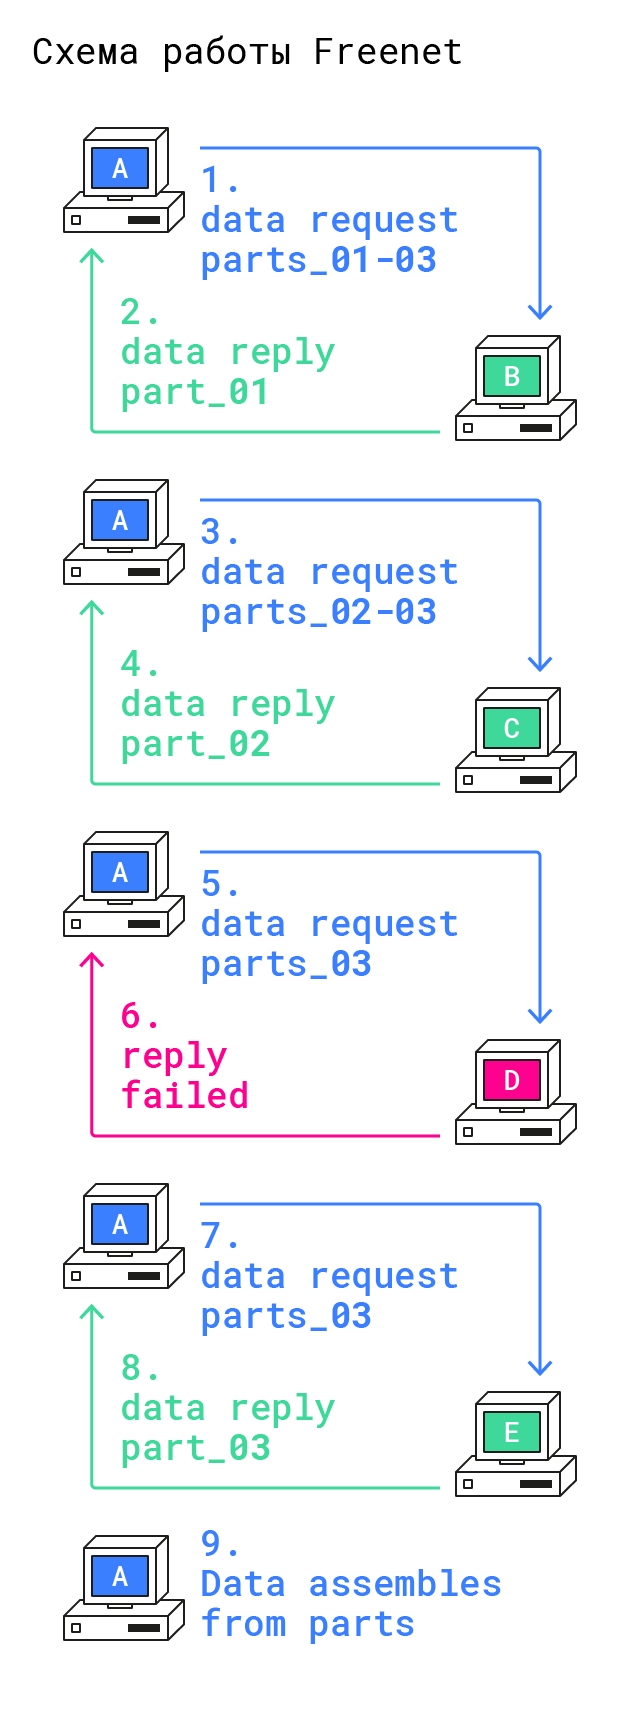 Схема работы Freenet
A
1.
data request
parts_01-03
2.
data reply
part_01
B
A
3.
data request
parts_02-03
4.
data reply
part_02
C
A
5.
data request
parts_03
6.
reply
failed
D
A
7.
data request
parts_03
8.
data reply
part_03
E
A
9.
Data assembles
from parts